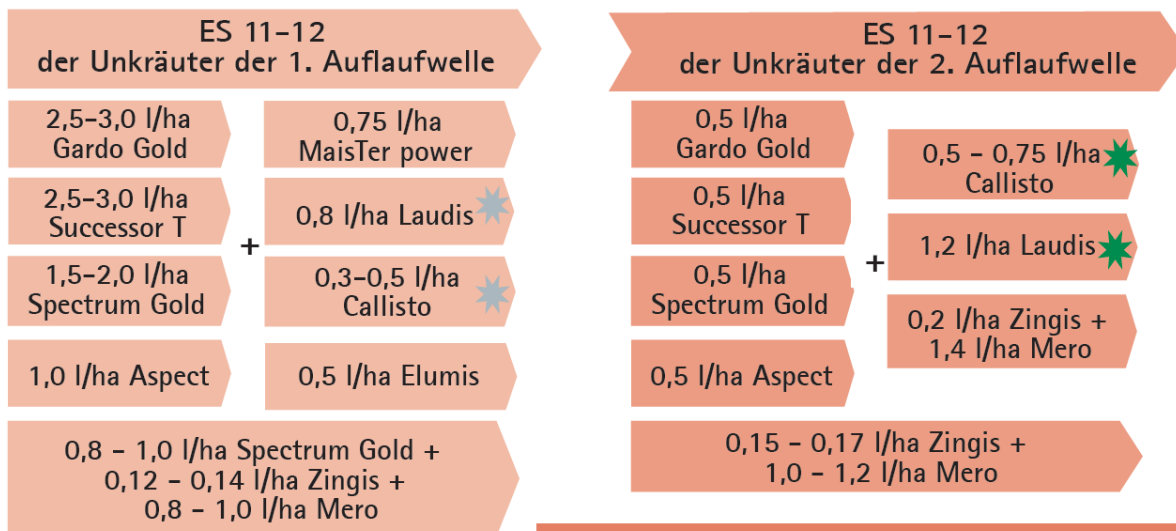 ES 11–12
der Unkräuter der 1. Auflaufwelle
2,5–3,0 l/ha
Gardo Gold
2,5–3,0 l/ha
Successor T
1,5–2,0 l/ha
Spectrum Gold
1,0 l/ha Aspect
+
0,75 l/ha
MaisTer power
0,8 l/ha Laudis
0,3–0,5 l/ha
Callisto
0,5 l/ha Elumis
0,8 – 1,0 l/ha Spectrum Gold +
0,12 – 0,14 l/ha Zingis +
0,8 – 1,0 l/ha Mero
ES 11–12
der Unkräuter der 2. Auflaufwelle
0,5 l/ha
Gardo Gold
0,5 l/ha
Successor T
0,5 l/ha
Spectrum Gold
0,5 l/ha Aspect
+
0,5 – 0,75 l/ha
Callisto
1,2 l/ha Laudis
0,2 l/ha Zingis +
1,4 l/ha Mero
0,15 – 0,17 l/ha Zingis +
1,0 – 1,2 l/ha Mero